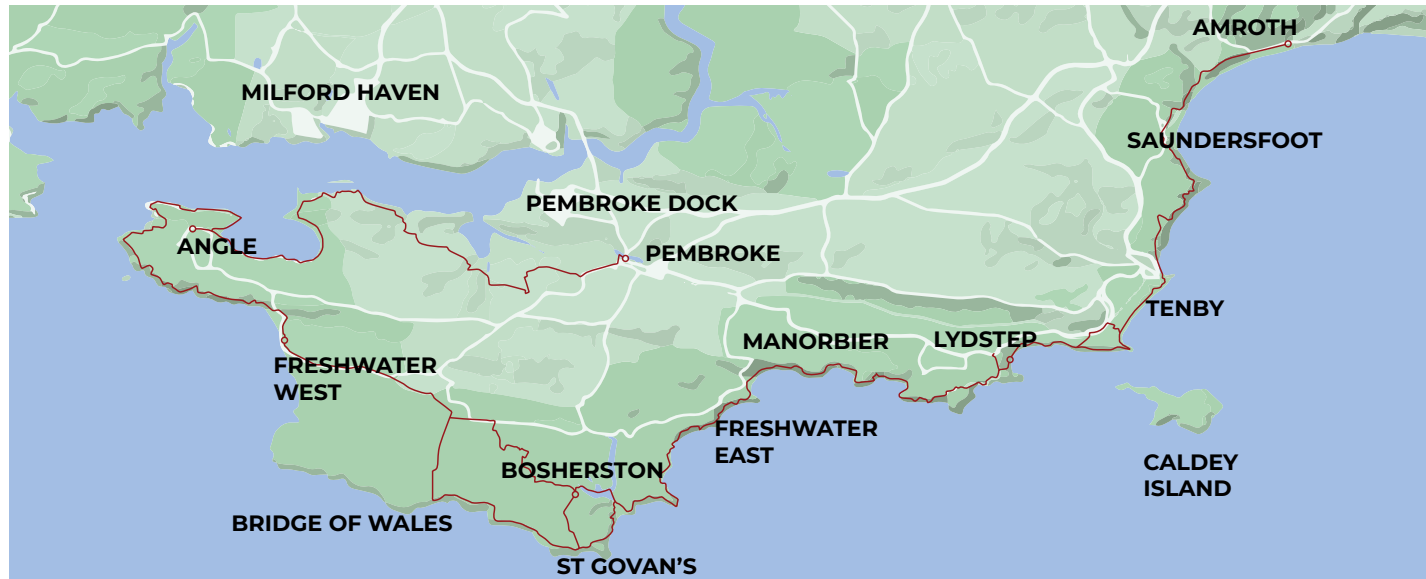 AMROTH
MILFORD HAVEN
SAUNDERSFOOT
PEMBROKE DOCK
ANGLE
PEMBROKE
TENBY
MANORBIER
LYDSTEP
FRESHWATER
WEST
FRESHWATER
EAST
BOSHERSTON
CALDEY
ISLAND
BRIDGE OF WALES
ST GOVAN'S